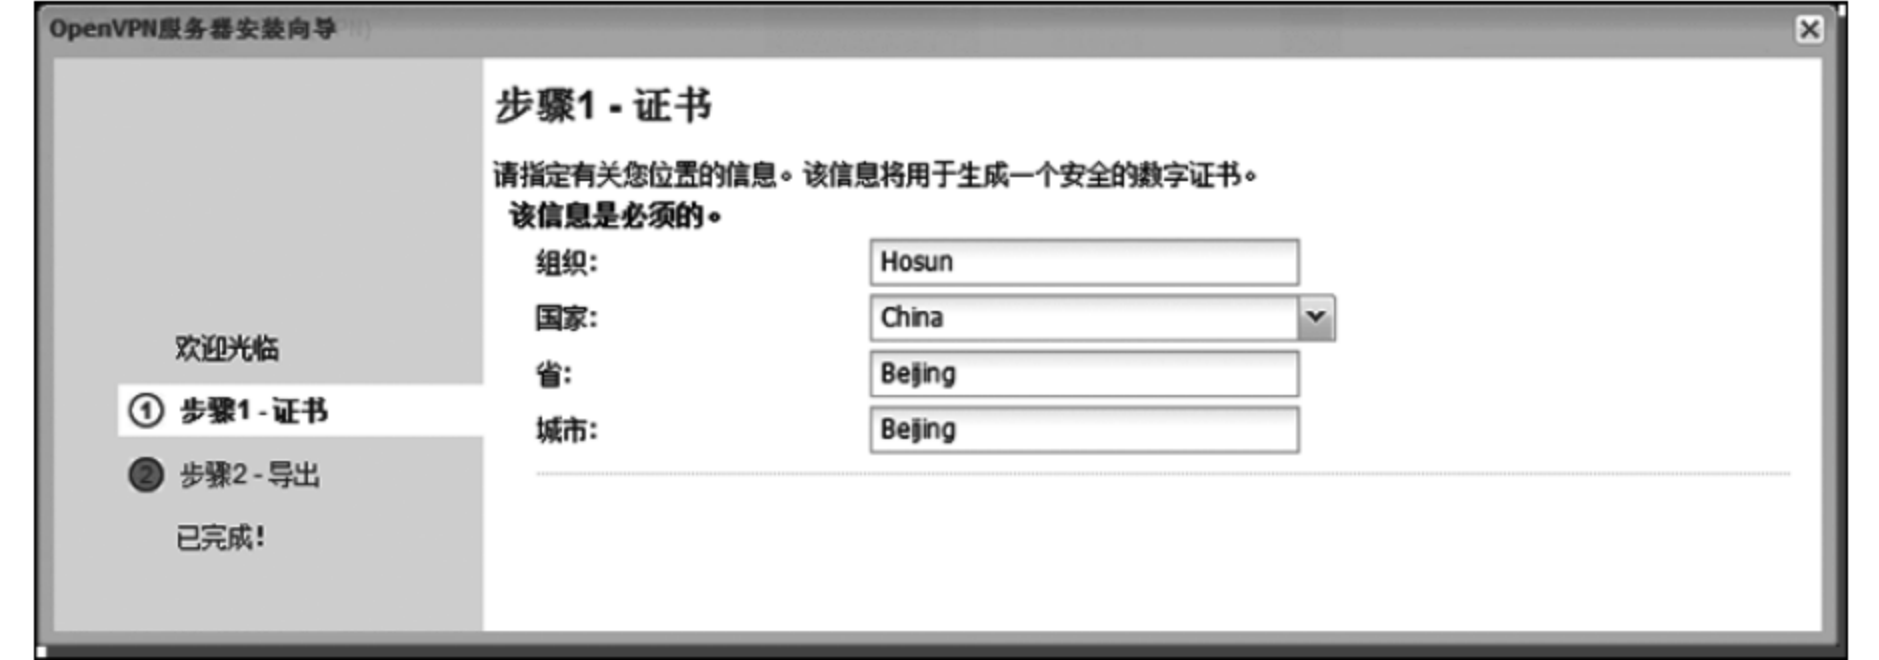 OpenVPN服务器安装向导
步骤1 - 证书
请指定有关您位置的信息。该信息将用于生成一个安全的数字证书。
该信息是必须的。
组织: Hosun
国家: China
省: Beijing
城市: Beijing
欢迎光临
① 步骤1 - 证书
② 步骤2 - 导出
已完成!